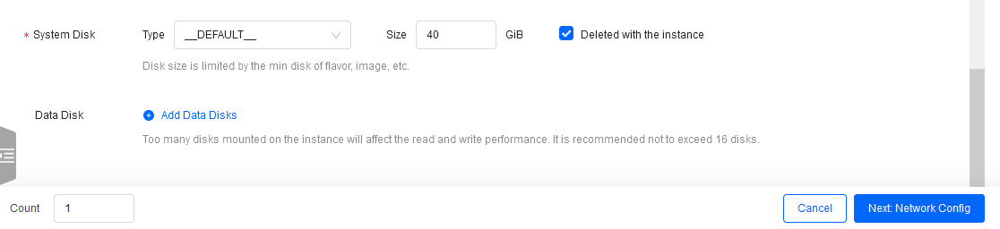 * System Disk Type __DEFAULT__ Size 40 GiB Deleted with the instance
Disk size is limited by the min disk of flavor, image, etc.
Data Disk Add Data Disks
Too many disks mounted on the instance will affect the read and write performance. It is recommended not to exceed 16 disks.
Count 1 Cancel Next: Network Config